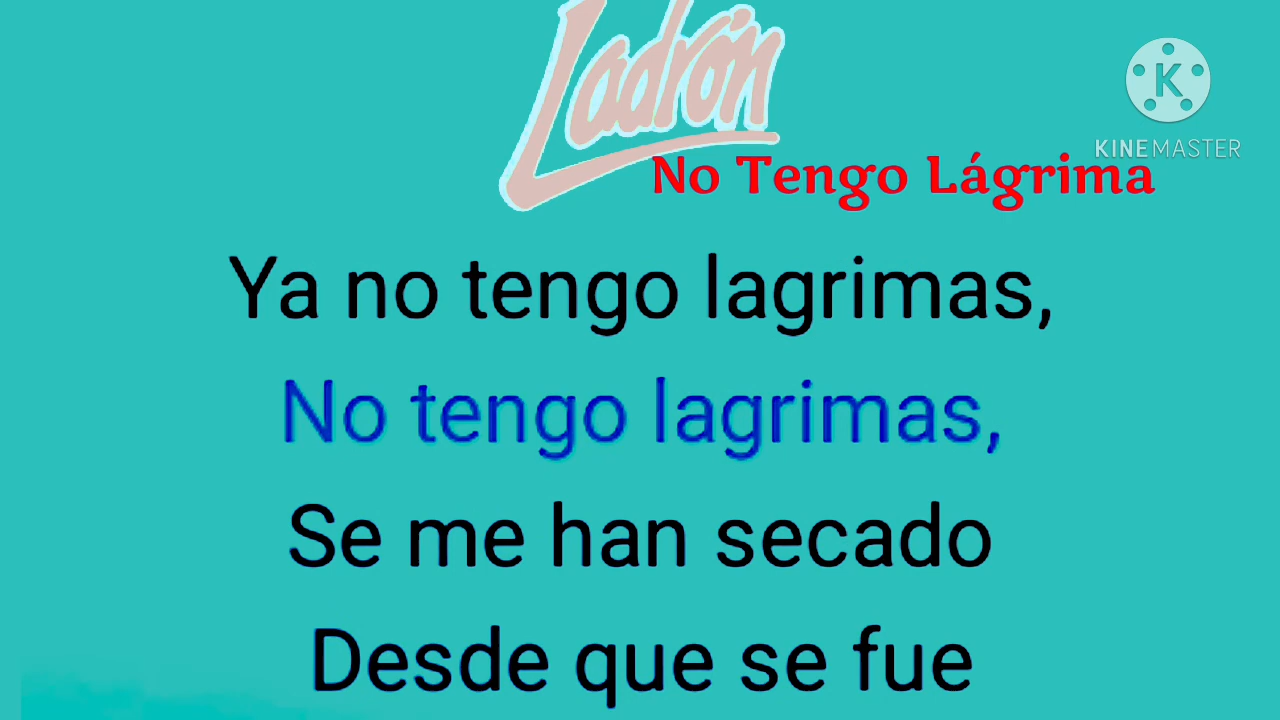 Ladrón
K
KINEMASTER
No Tengo Lágrima
Ya no tengo lagrimas,
No tengo lagrimas,
Se me han secado
Desde que se fue